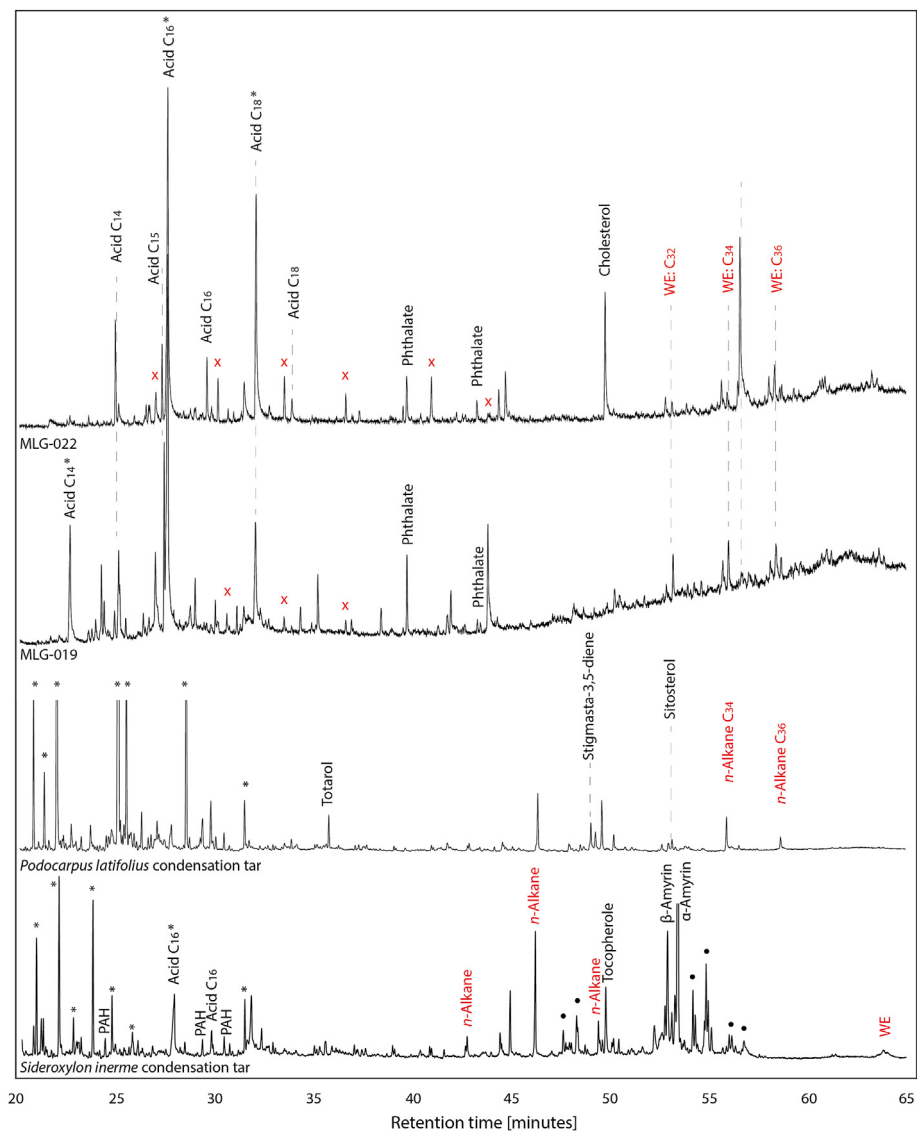 Acid C16*
Acid C18*
Acid C14
Acid C15
x
Acid C16
x
x
Acid C18
x
Phthalate
x
Phthalate
x
Cholesterol
WE: C32
WE: C34
WE: C36
MLG-022
Acid C14*
x
x
x
Phthalate
Phthalate
MLG-019
*
*
*
*
*
*
*
Totarol
Stigmasta-3,5-diene
Sitosterol
n-Alkane C34
n-Alkane C36
Podocarpus latifolius condensation tar
*
*
*
*
PAH
*
*
Acid C16*
PAH
Acid C16
PAH
*
n-Alkane
n-Alkane
•
•
n-Alkane
Tocopherole
β-Amyrin
α-Amyrin
•
•
•
•
WE
Sideroxylon inerme condensation tar
20 25 30 35 40 45 50 55 60 65
Retention time [minutes]